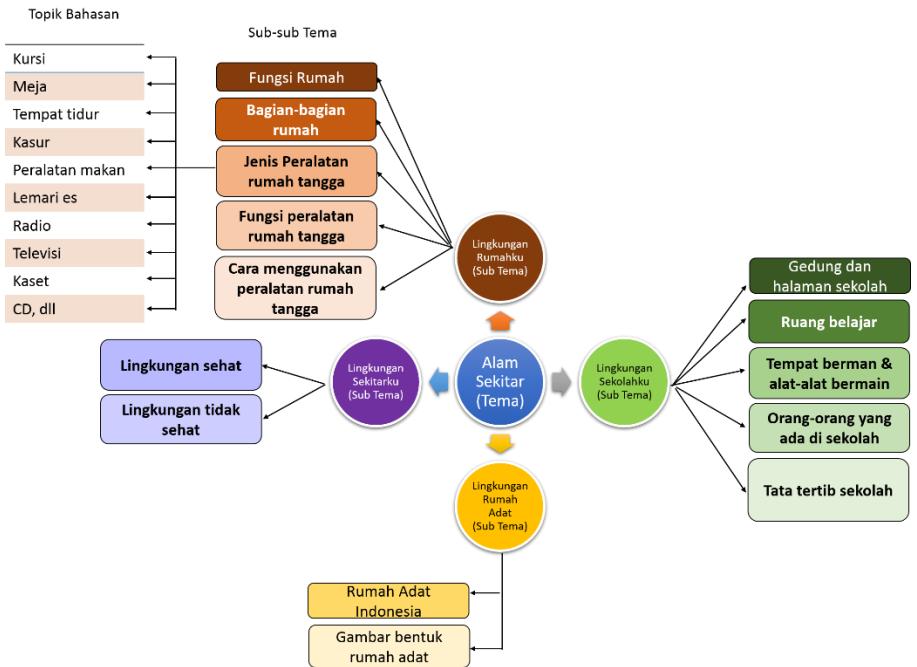 Topik Bahasan
Sub-sub Tema
Kursi
Meja
Tempat tidur
Kasur
Peralatan makan
Lemari es
Radio
Televisi
Kaset
CD, dll
Fungsi Rumah
Bagian-bagian
rumah
Jenis Peralatan
rumah tangga
Fungsi peralatan
rumah tangga
Cara menggunakan
peralatan rumah
tangga
Lingkungan
Rumahku
(Sub Tema)
Gedung dan
halaman sekolah
Ruang belajar
Tempat berman &
alat-alat bermain
Orang-orang yang
ada di sekolah
Tata tertib sekolah
Lingkungan sehat
Lingkungan tidak
sehat
Lingkungan
Sekitarku
(Sub Tema)
Alam
Sekitar
(Tema)
Lingkungan
Sekolahku
(Sub Tema)
Lingkungan
Rumah
Adat
(Sub Tema)
Rumah Adat
Indonesia
Gambar bentuk
rumah adat